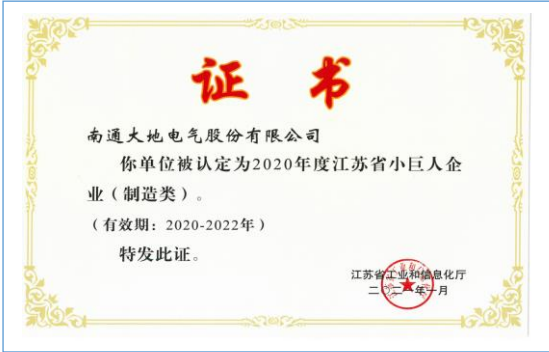 证书
南通大地电气股份有限公司
你单位被认定为2020年度江苏省小巨人企
业（制造类）。
（有效期：2020-2022年）
特发此证。
江苏省工业和信息化厅
二〇二一年一月